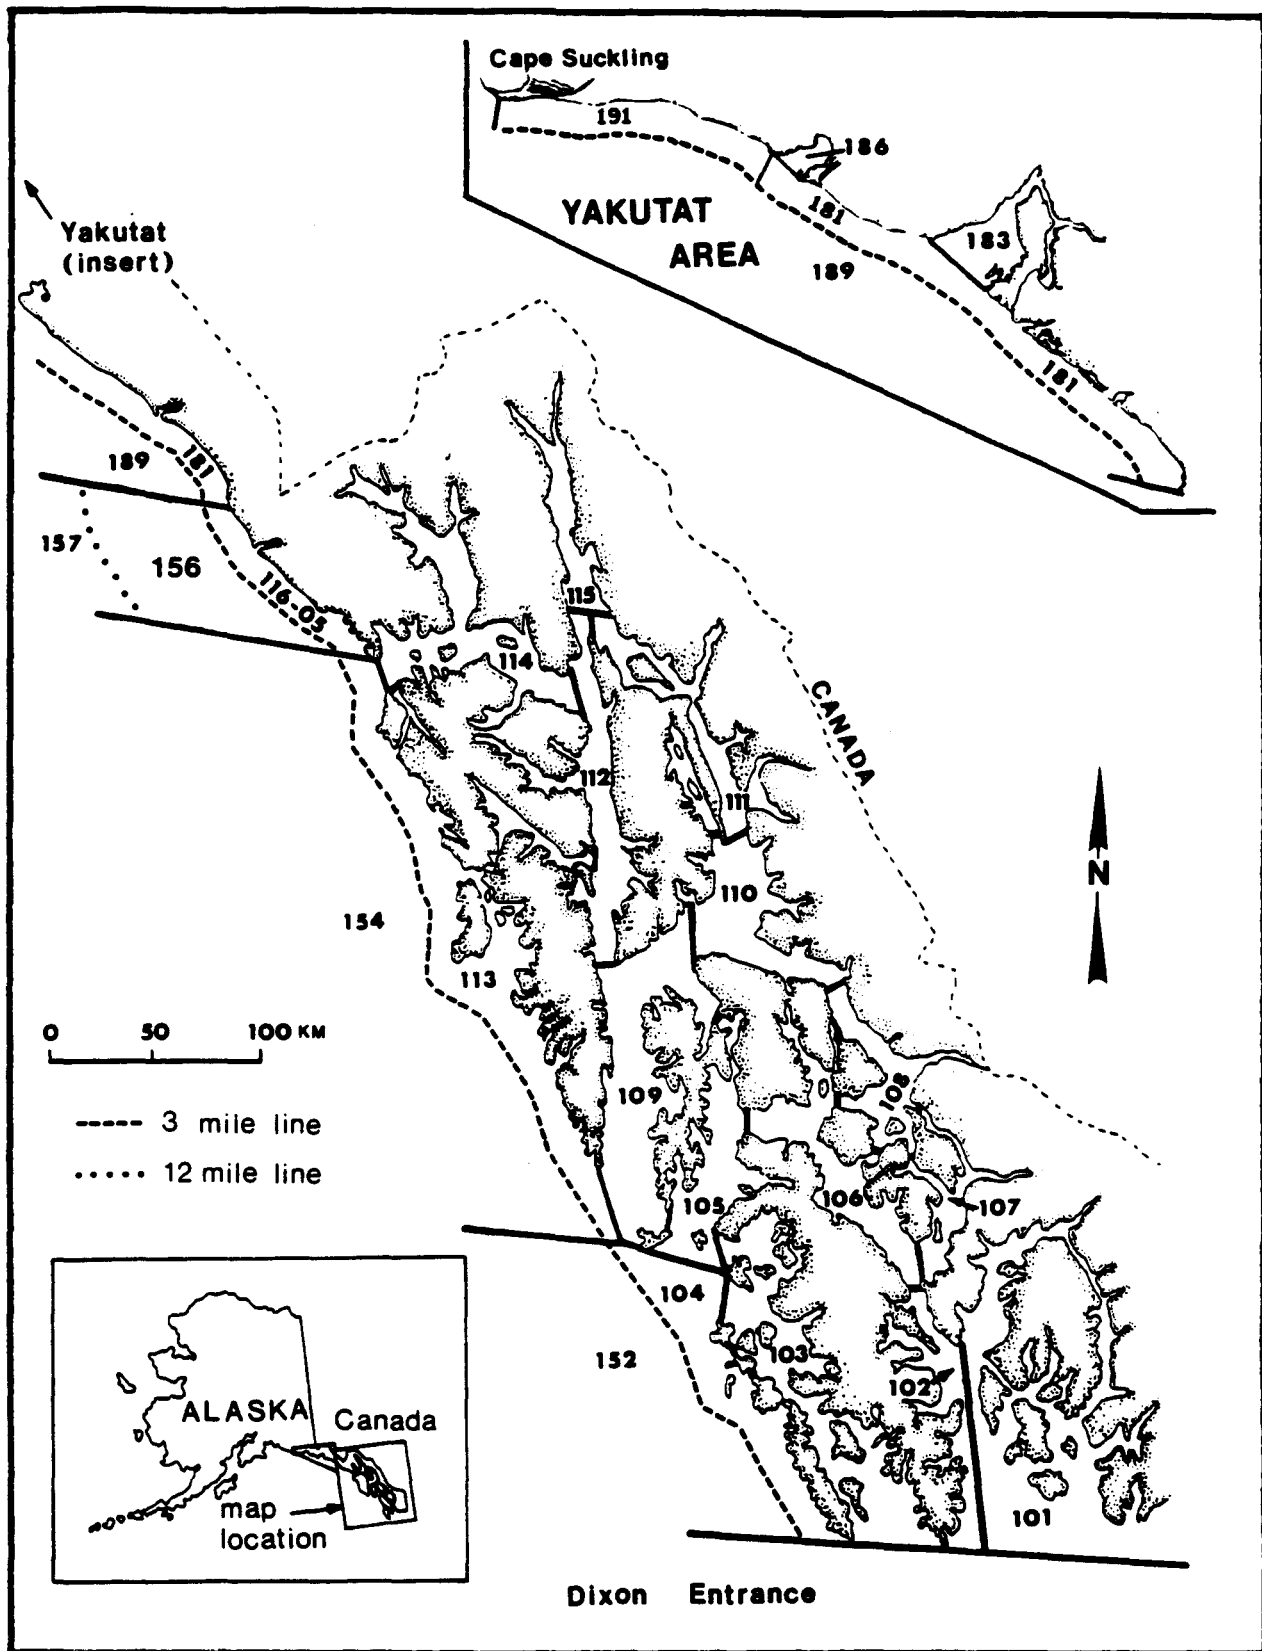 Cape Suckling
191
186
181
183
YAKUTAT
AREA
189
181
Yakutat
(insert)
189
181
157
156
116-05
115
114
CANADA
112
111
N
110
154
113
0 50 100 KM
109
108
3 mile line
12 mile line
105
106
107
104
152
103
102
101
ALASKA
Canada
map
location
Dixon Entrance